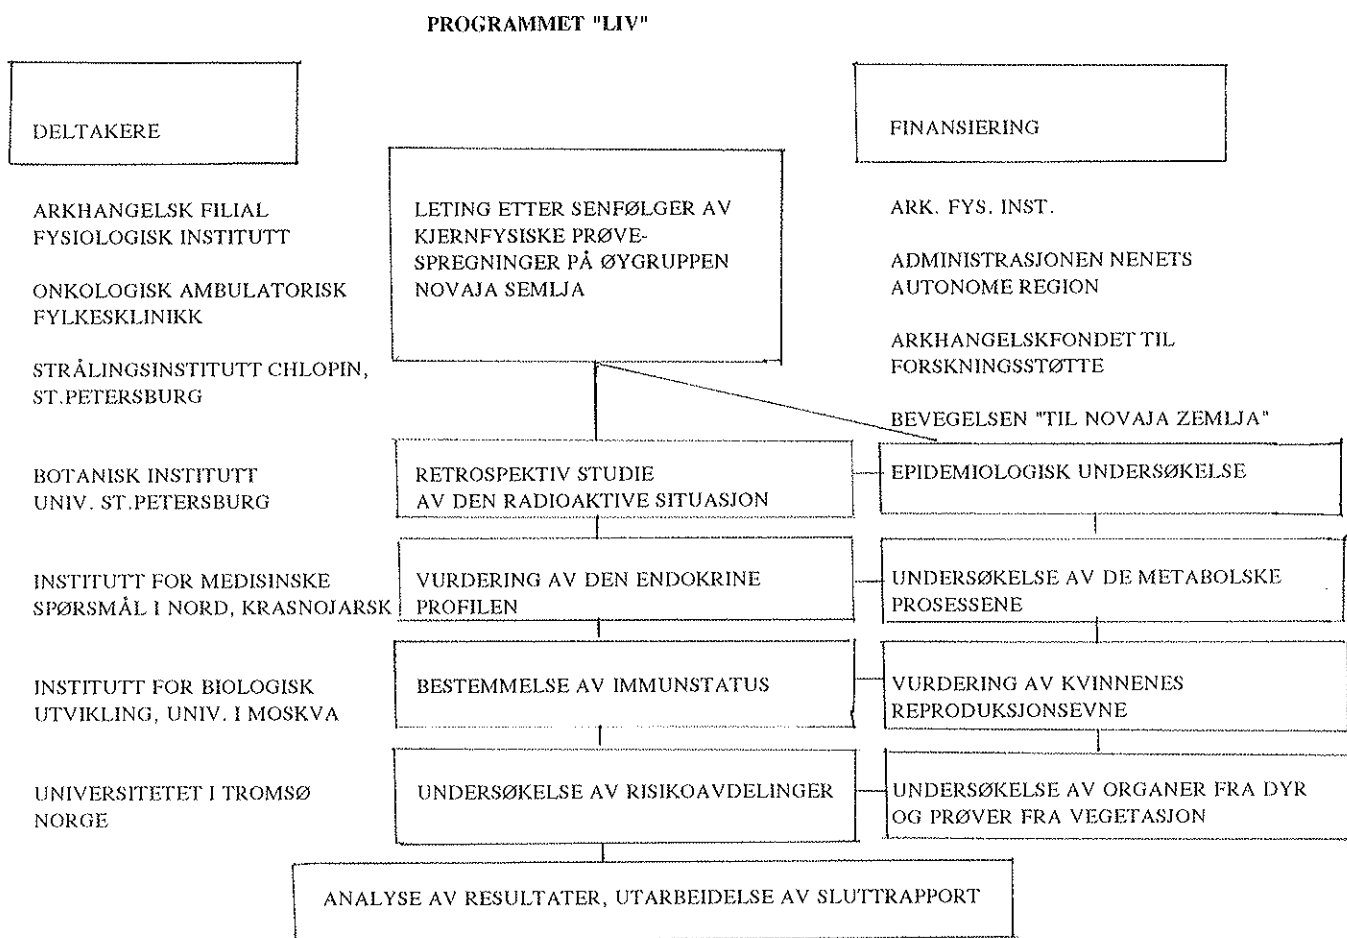 PROGRAMMET "LIV"
DELTAKERE
ARKHANGELSK FILIAL
FYSIOLOGISK INSTITUTT
ONKOLOGISK AMBULATORISK
FYLKESKLINIKK
STRÅLINGSINSTITUTT CHLOPIN,
ST.PETERSBURG
BOTANISK INSTITUTT
UNIV. ST.PETERSBURG
INSTITUTT FOR MEDISINSKE
SPØRSMÅL I NORD, KRASNOJARSK
INSTITUTT FOR BIOLOGISK
UTVIKLING, UNIV. I MOSKVA
UNIVERSITETET I TROMSØ
NORGE
LETING ETTER SENFØLGER AV
KJERNFYSISKE PRØVE-
SPREGNINGER PÅ ØYGRUPPEN
NOVAJA SEMLJA
FINANSIERING
ARK. FYS. INST.
ADMINISTRASJONEN NENETS
AUTONOME REGION
ARKHANGELSKFONDET TIL
FORSKNINGSSTØTTE
BEVEGELSEN "TIL NOVAJA ZEMLJA"
RETROSPEKTIV STUDIE
AV DEN RADIOAKTIVE SITUASJON
EPIDEMIOLOGISK UNDERSØKELSE
VURDERING AV DEN ENDOKRINE
PROFILEN
UNDERSØKELSE AV DE METABOLSKE
PROSESSENE
BESTEMMELSE AV IMMUNSTATUS
VURDERING AV KVINNENES
REPRODUKSJONSEVNE
UNDERSØKELSE AV RISIKOAVDELINGER
UNDERSØKELSE AV ORGANER FRA DYR
OG PRØVER FRA VEGETASJON
ANALYSE AV RESULTATER, UTARBEIDELSE AV SLUTTRAPPORT